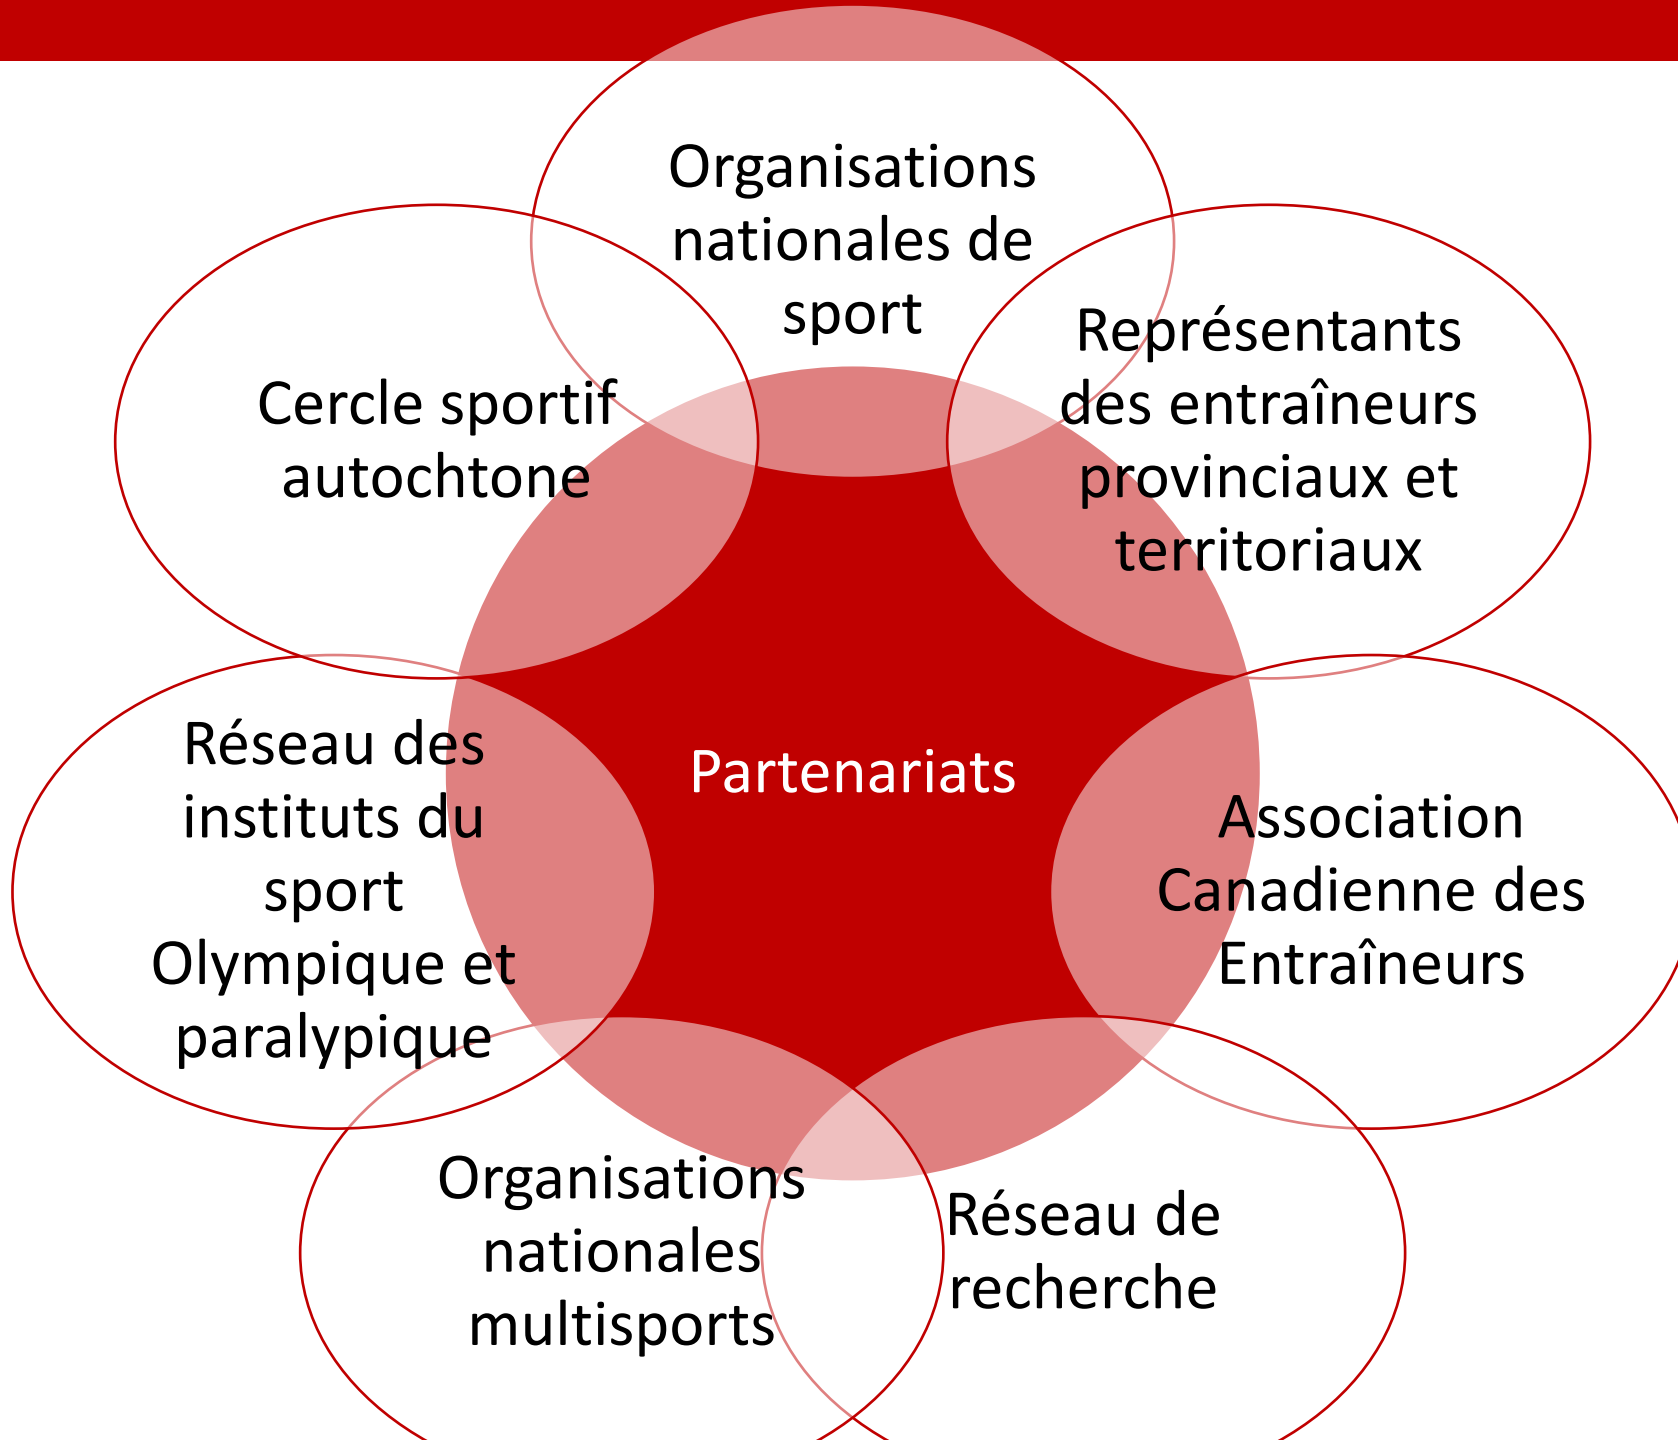 Organisations
nationales de
sport
Représentants
des entraîneurs
provinciaux et
territoriaux
Association
Canadienne des
Entraîneurs
Réseau de
recherche
Organisations
nationales
multisports
Réseau des
instituts du
sport
Olympique et
paralypique
Cercle sportif
autochtone
Partenariats